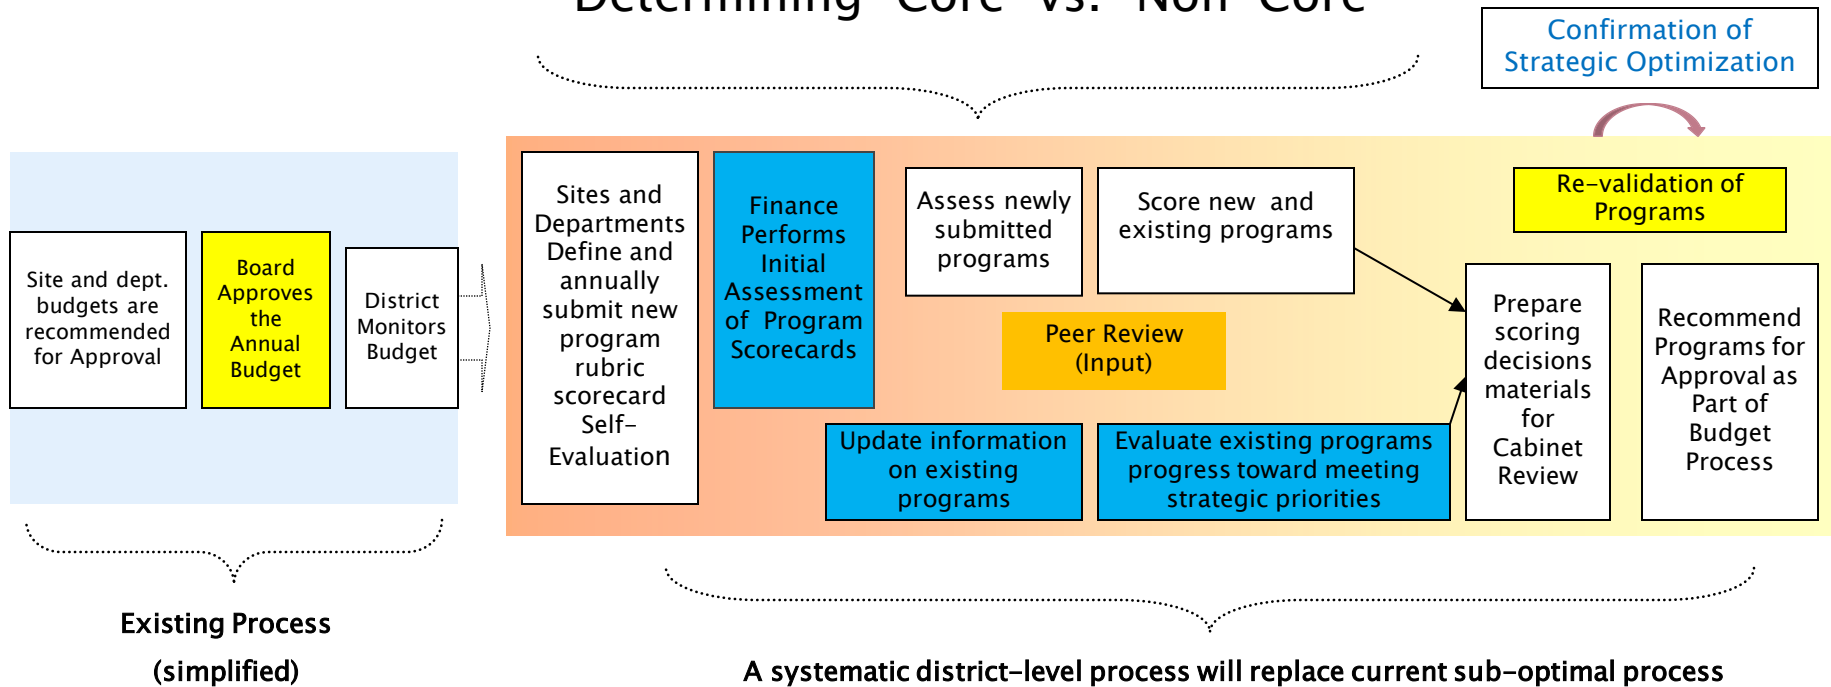 Determining "Core" vs. "Non-Core"
Confirmation of
Strategic Optimization
Site and dept.
budgets are
recommended
for Approval
Board
Approves
the
Annual
Budget
District
Monitors
Budget
Sites and
Departments
Define and
annually
submit new
program
rubric
scorecard
Self-
Evaluation
Finance
Performs
Initial
Assessment
of Program
Scorecards
Assess newly
submitted
programs
Score new and
existing programs
Peer Review
(Input)
Update information
on existing
programs
Evaluate existing programs
progress toward meeting
strategic priorities
Re-validation of
Programs
Prepare
scoring
decisions
materials
for
Cabinet
Review
Recommend
Programs for
Approval as
Part of
Budget
Process
Existing Process
(simplified)
A systematic district-level process will replace current sub-optimal process